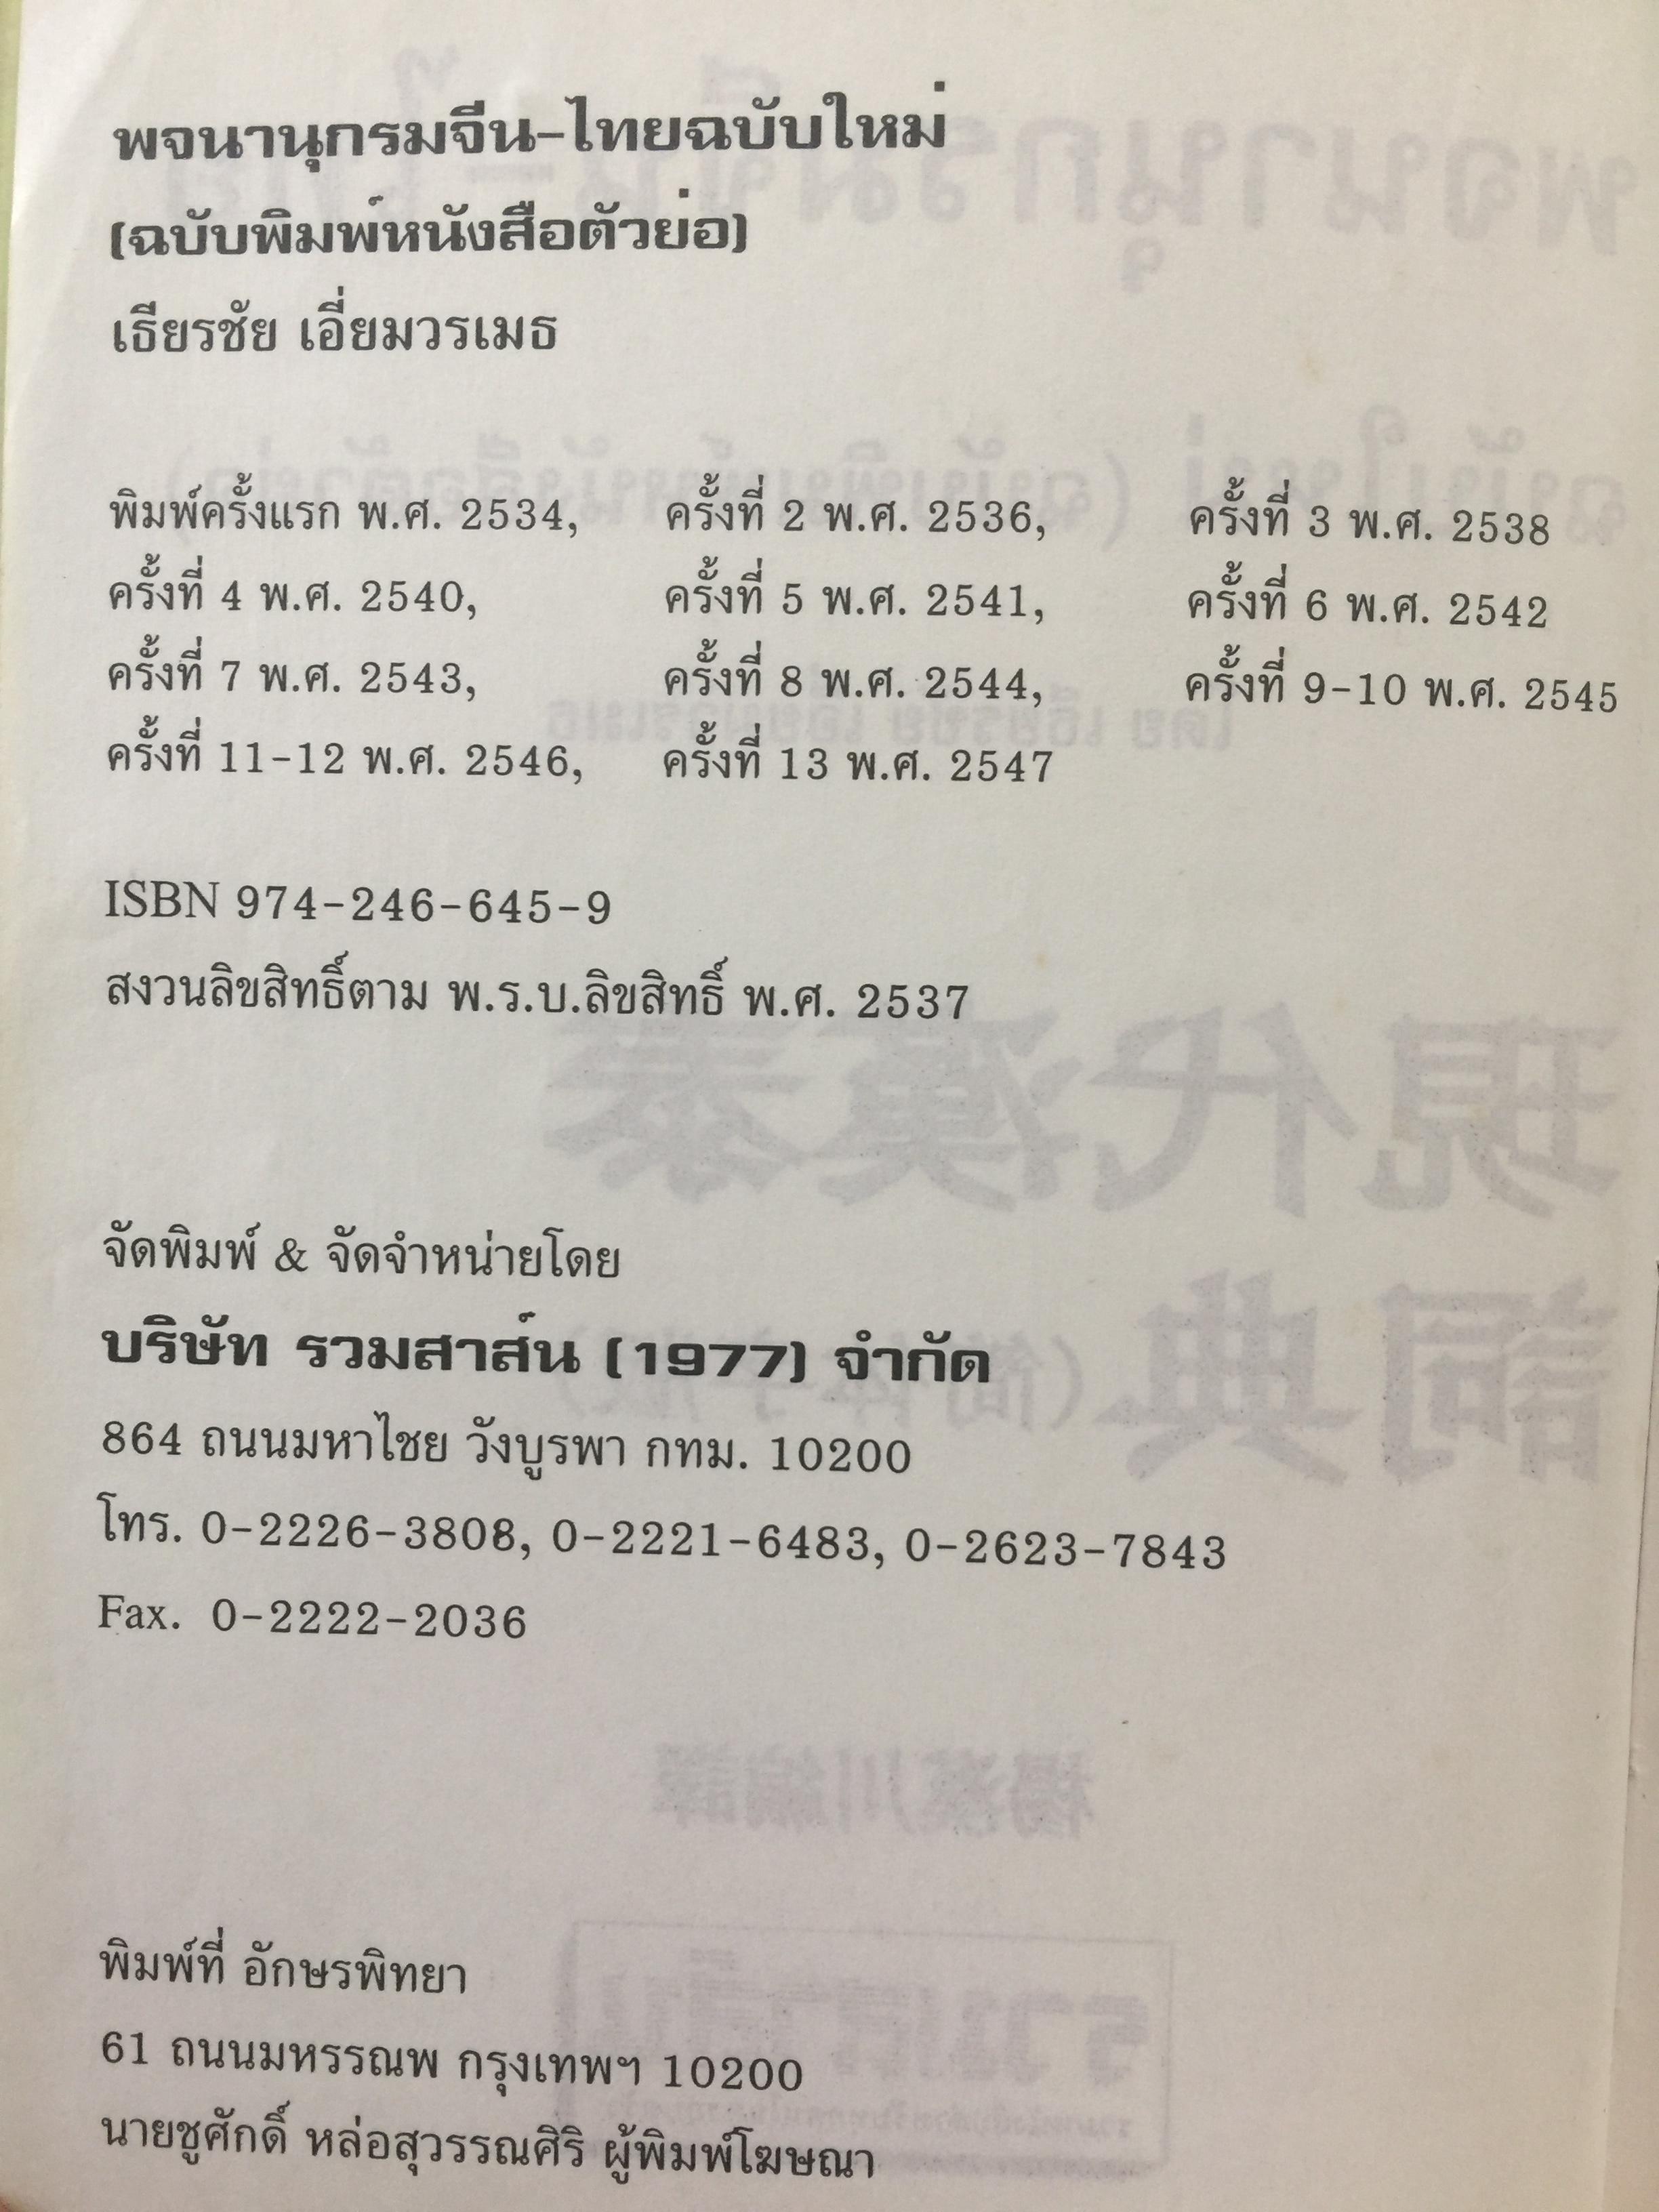 พจนานุกรมจีน-ไทยฉบับใหม่
(ฉบับพิมพ์หนังสือตัวย่อ)
เธียรชัย เอี่ยมวรเมธ
พิมพ์ครั้งแรก พ.ศ. 2534, ครั้งที่ 2 พ.ศ. 2536, ครั้งที่ 3 พ.ศ. 2538
ครั้งที่ 4 พ.ศ. 2540, ครั้งที่ 5 พ.ศ. 2541, ครั้งที่ 6 พ.ศ. 2542
ครั้งที่ 7 พ.ศ. 2543, ครั้งที่ 8 พ.ศ. 2544, ครั้งที่ 9-10 พ.ศ. 2545
ครั้งที่ 11-12 พ.ศ. 2546, ครั้งที่ 13 พ.ศ. 2547
ISBN 974-246-645-9
สงวนลิขสิทธิ์ตาม พ.ร.บ.ลิขสิทธิ์ พ.ศ. 2537
จัดพิมพ์ & จัดจำหน่ายโดย
บริษัท รวมสาส์น (1977) จำกัด
864 ถนนมหาไชย วังบูรพา กทม. 10200
โทร. 0-2226-3808, 0-2221-6483, 0-2623-7843
Fax. 0-2222-2036
พิมพ์ที่ อักษรพิทยา
61 ถนนมหรรณพ กรุงเทพฯ 10200
นายชูศักดิ์ หล่อสุวรรณศิริ ผู้พิมพ์โฆษณา